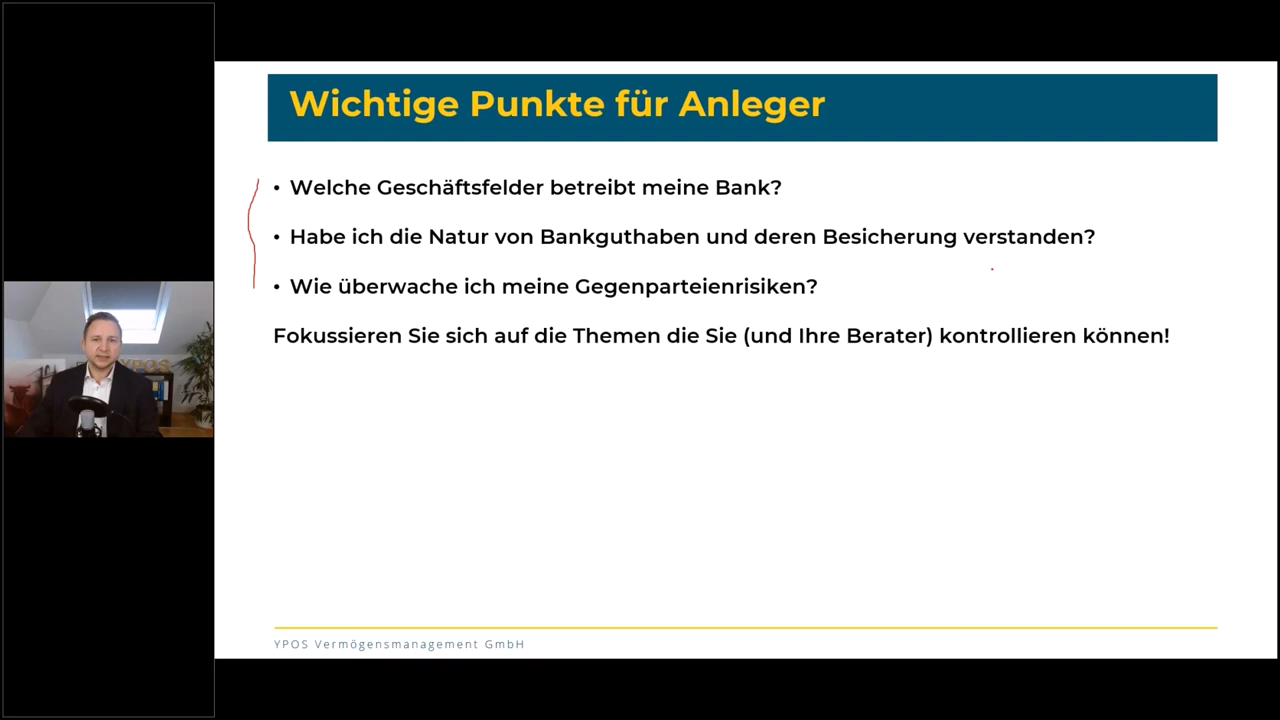 Wichtige Punkte für Anleger
• Welche Geschäftsfelder betreibt meine Bank?
• Habe ich die Natur von Bankguthaben und deren Besicherung verstanden?
• Wie überwache ich meine Gegenparteienrisiken?
Fokussieren Sie sich auf die Themen die Sie (und Ihre Berater) kontrollieren können!
YPOS
YPOS Vermögensmanagement GmbH